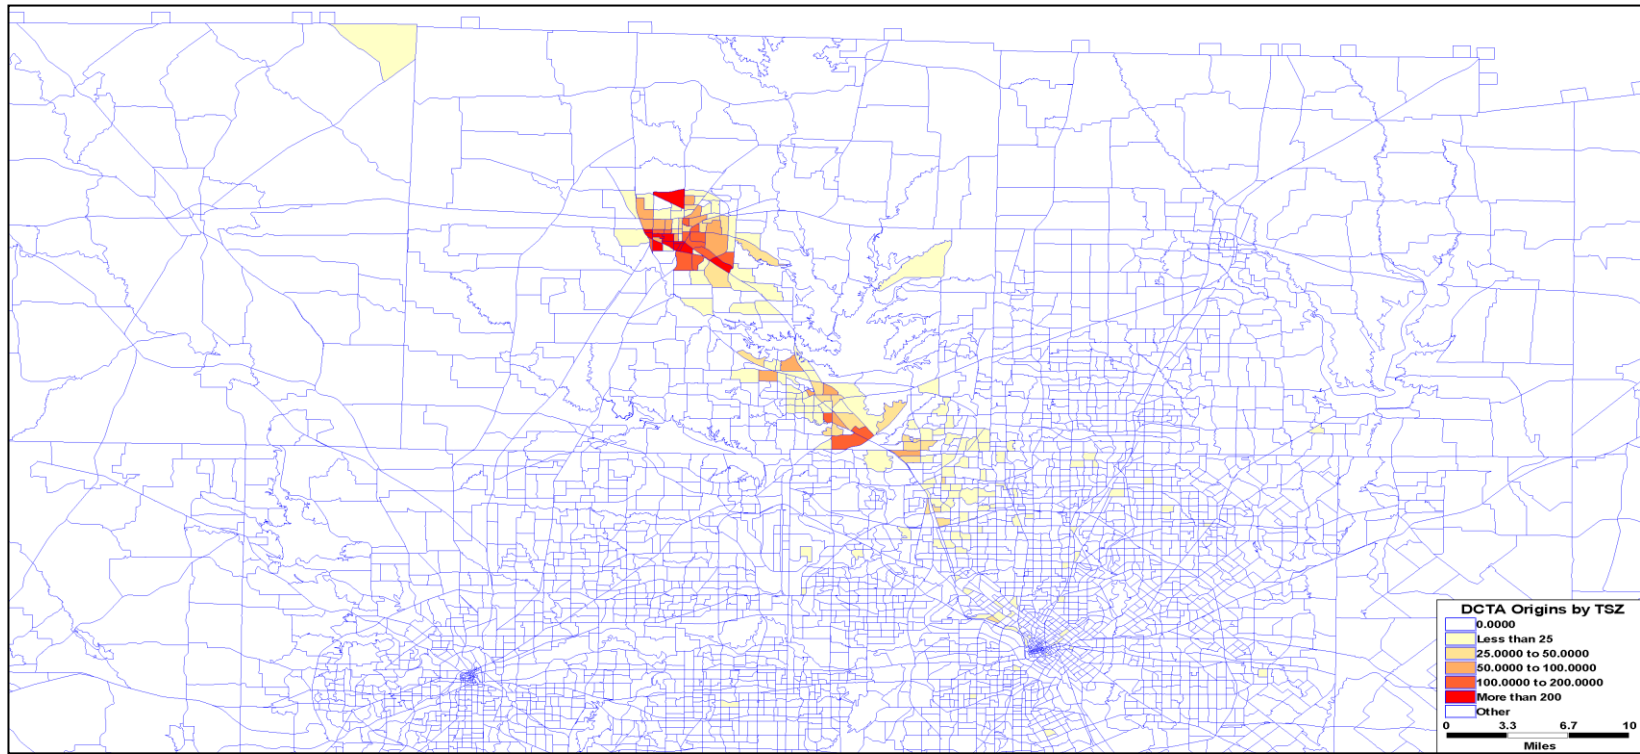 DCTA Origins by TSZ
0.0000
Less than 25
25.0000 to 50.0000
50.0000 to 100.0000
100.0000 to 200.0000
More than 200
Other
0 3.3 6.7 10
Miles